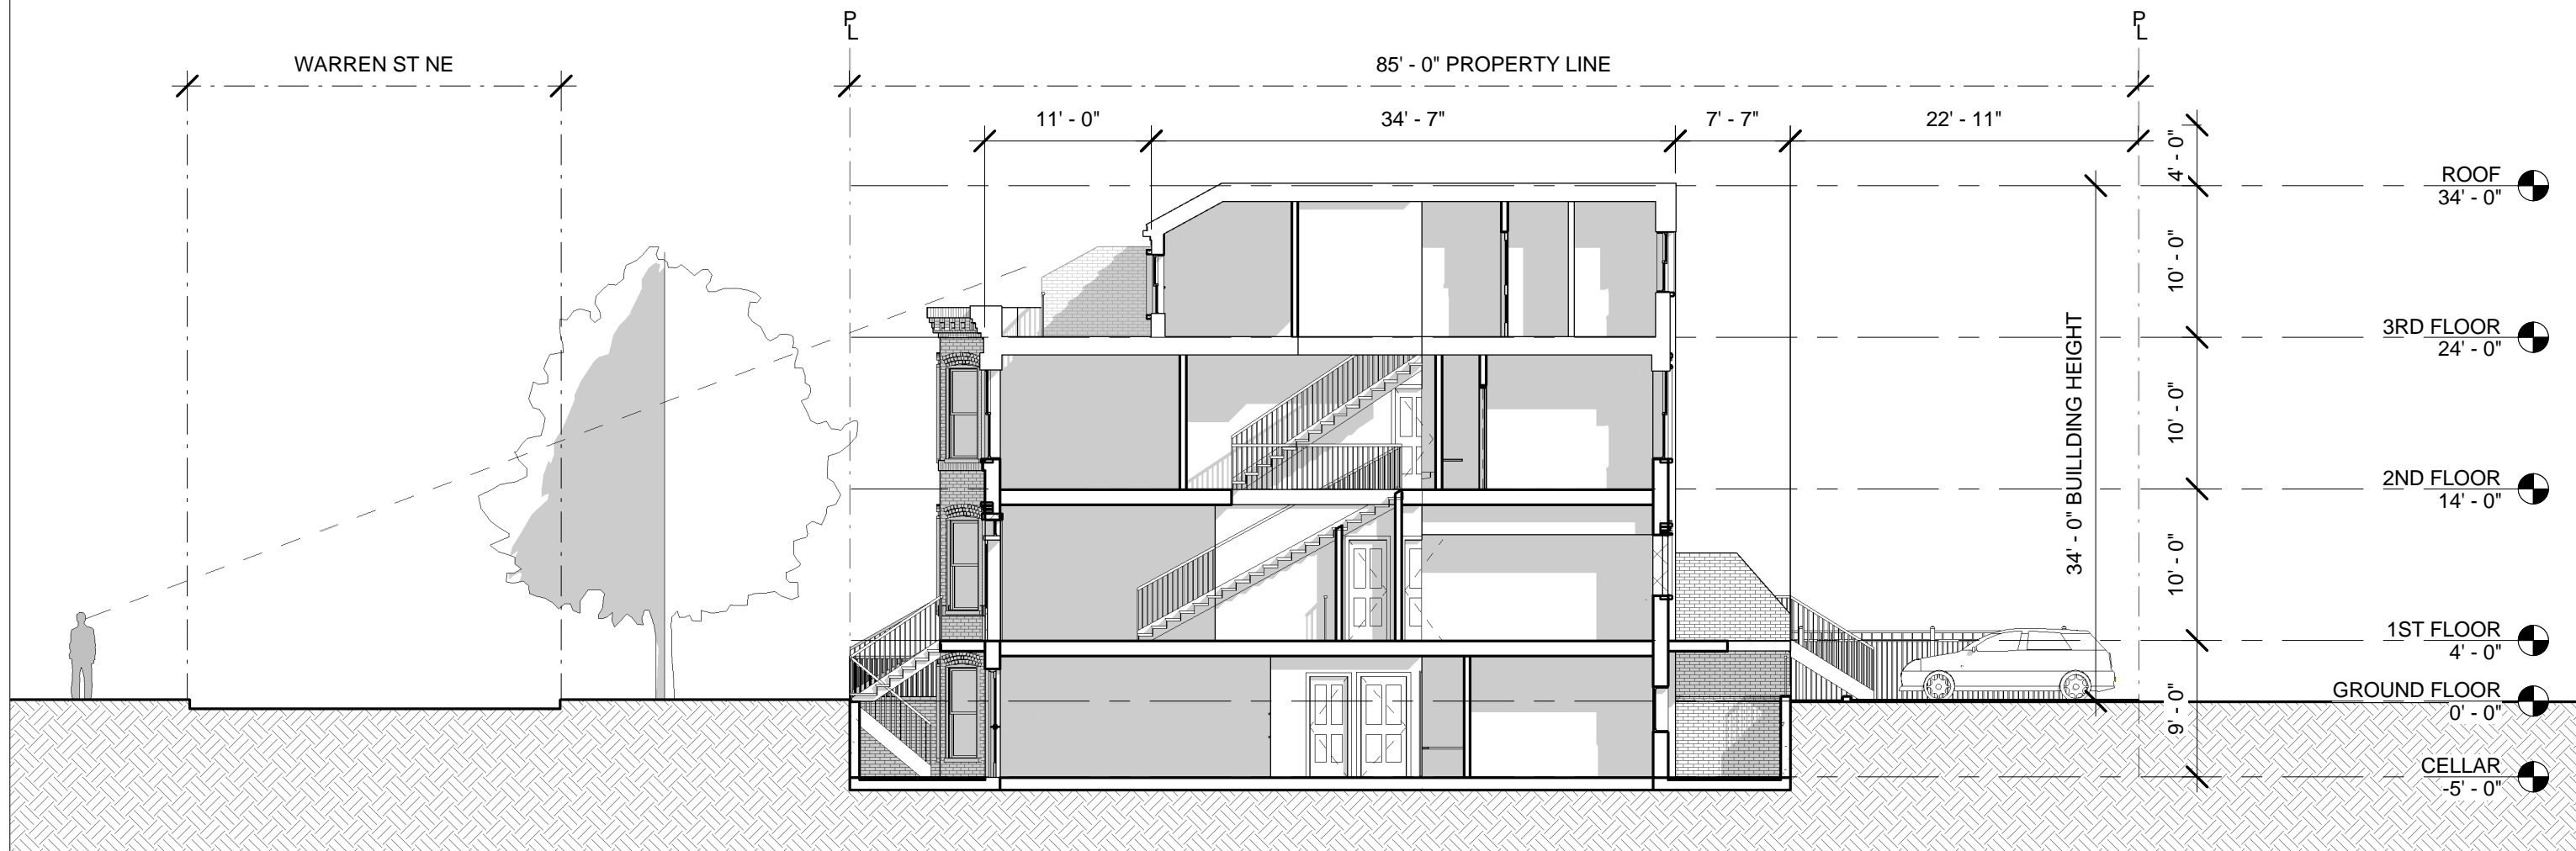 P
L
P
L
WARREN ST NE
85' - 0" PROPERTY LINE
11' - 0"
34' - 7"
7' - 7"
22' - 11"
4' - 0"
10' - 0"
10' - 0"
10' - 0"
9' - 0"
34' - 0" BUILLDING HEIGHT
ROOF
34' - 0"
3RD FLOOR
24' - 0"
2ND FLOOR
14' - 0"
1ST FLOOR
4' - 0"
GROUND FLOOR
0' - 0"
CELLAR
-5' - 0"